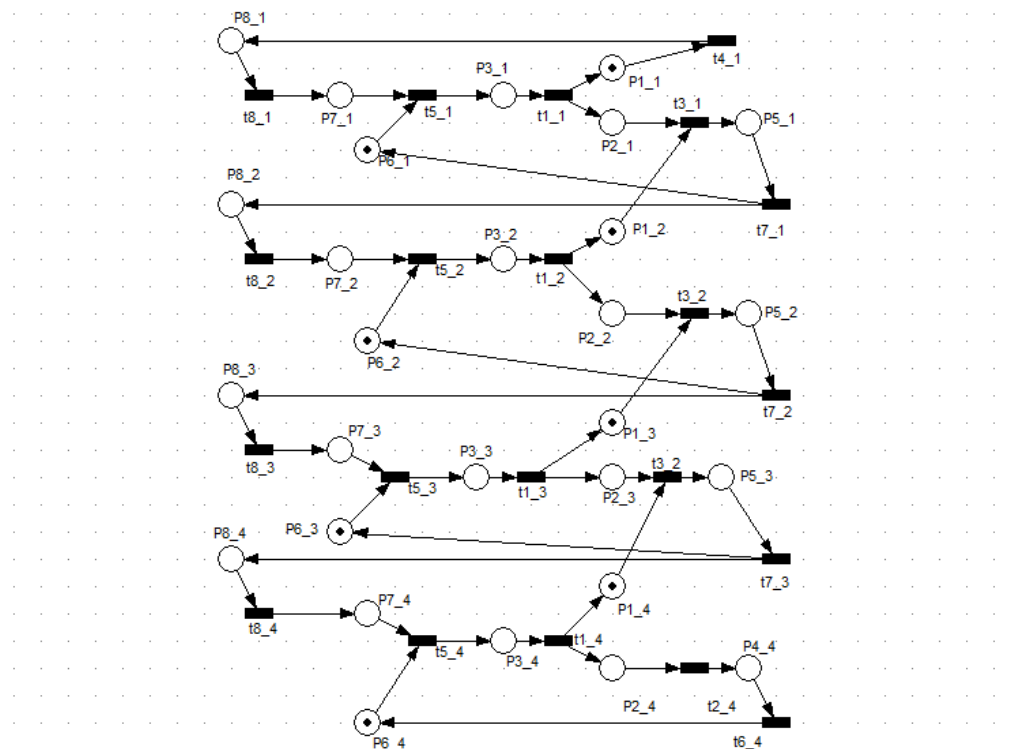 P8_1
t4_1
P3_1
P1_1
t8_1
P7_1
t5_1
t1_1
t3_1
P5_1
P2_1
P6_1
P8_2
t7_1
P3_2
P1_2
t8_2
P7_2
t5_2
t1_2
t3_2
P5_2
P2_2
P6_2
P8_3
t7_2
P7_3
P1_3
P3_3
t8_3
t5_3
t1_3
t3_2
P2_3
P5_3
P6_3
P8_4
t7_3
P7_4
P1_4
t8_4
t5_4
P3_4
t1_4
P4_4
P2_4
t2_4
P6_4
t6_4